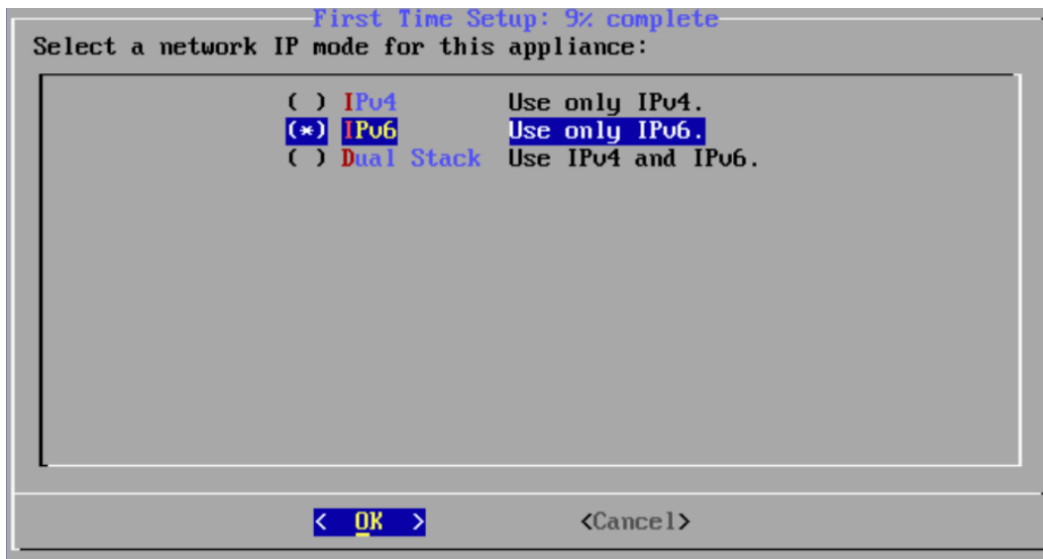 First Time Setup: 9% complete
Select a network IP mode for this appliance:
( ) IPv4 Use only IPv4.
(*) IPv6 Use only IPv6.
( ) Dual Stack Use IPv4 and IPv6.
< OK > <Cancel>